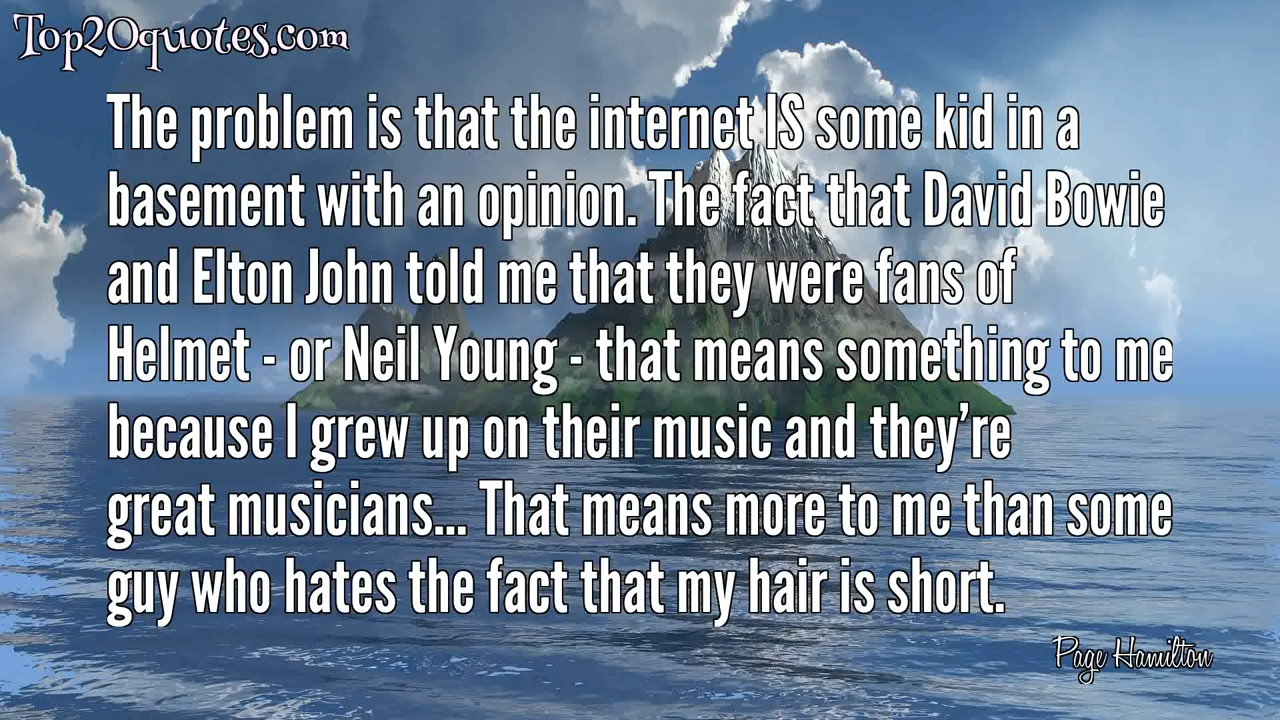 Top20quotes.com
The problem is that the internet IS some kid in a
basement with an opinion. The fact that David Bowie
and Elton John told me that they were fans of
Helmet - or Neil Young - that means something to me
because I grew up on their music and they’re
great musicians... That means more to me than some
guy who hates the fact that my hair is short.
Page Hamilton